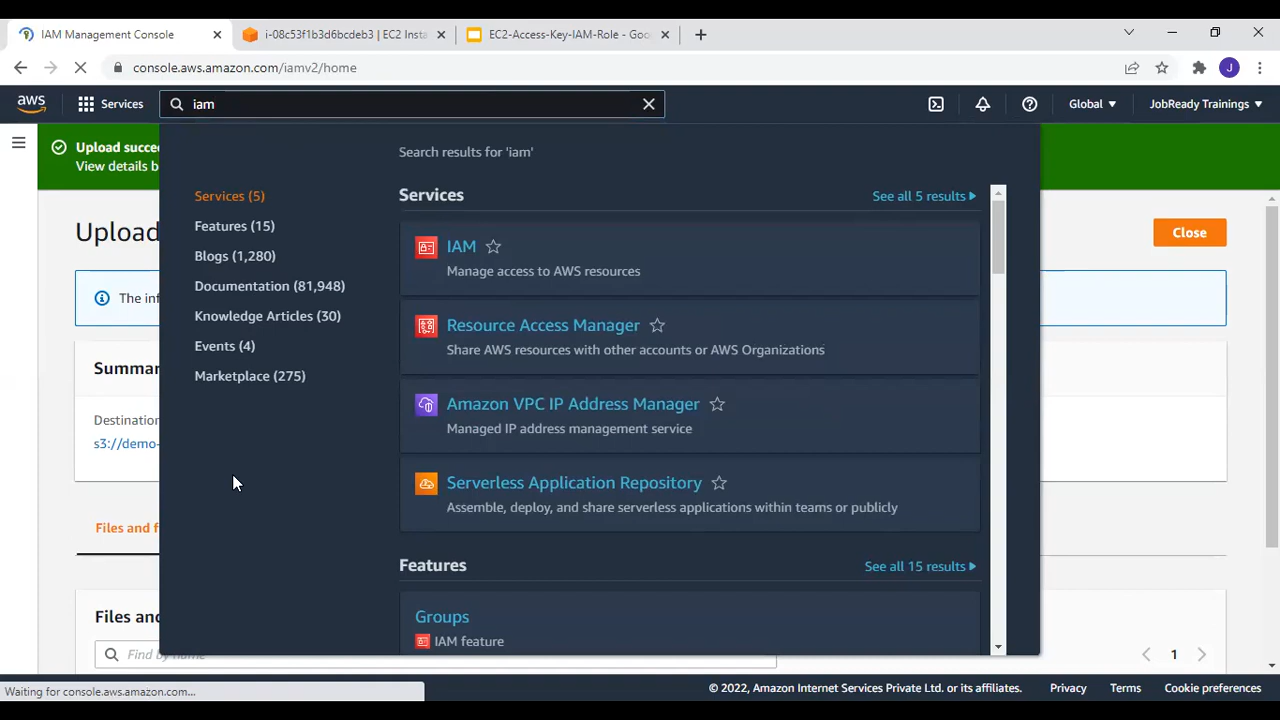 IAM Management Console
i-08c53f1b3d6bcdeb3 | EC2 Insta
EC2-Access-Key-IAM-Role - Goo
console.aws.amazon.com/iamv2/home
J
aws
Services
iam
Global
JobReady Trainings
Upload succe
View details b
Search results for 'iam'
Services (5)
Features (15)
Blogs (1,280)
Documentation (81,948)
Knowledge Articles (30)
Events (4)
Marketplace (275)
Services
See all 5 results
IAM
Manage access to AWS resources
Resource Access Manager
Share AWS resources with other accounts or AWS Organizations
Amazon VPC IP Address Manager
Managed IP address management service
Serverless Application Repository
Assemble, deploy, and share serverless applications within teams or publicly
Features
See all 15 results
Groups
IAM feature
Upload
Close
The inf
Summar
Destination
s3://demo-
Files and f
Files an
Find by name
1
Waiting for console.aws.amazon.com...
© 2022, Amazon Internet Services Private Ltd. or its affiliates.
Privacy
Terms
Cookie preferences